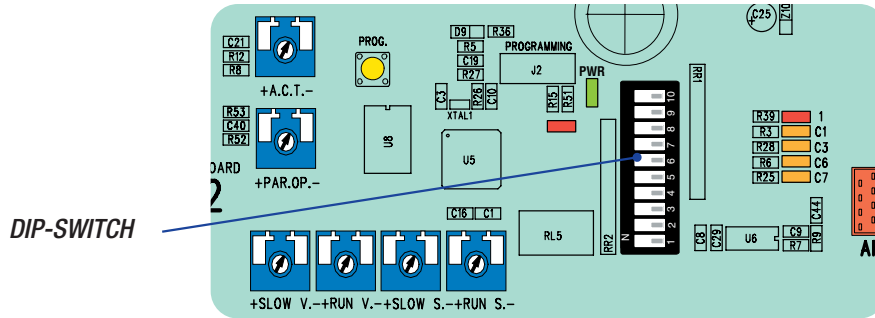 C21
R12
R8
+A.C.T.-
PROG.
D9
R36
R5
C19
R27
PROGRAMMING
J2
PWR
C25
Z10
R53
C40
R52
+PAR.OP.-
C3
XTAL1
R26
C10
R15
R51
U8
U5
RR1
10
9
8
7
6
5
4
3
2
1
N
R39
1
R3
C1
R28
C3
R6
C6
R25
C7
OARD
2
DIP-SWITCH
C16
C1
RL5
RR2
C8
C29
U6
C9
R7
R9
C44
+SLOW V.-+RUN V.-+SLOW S.-+RUN S.-